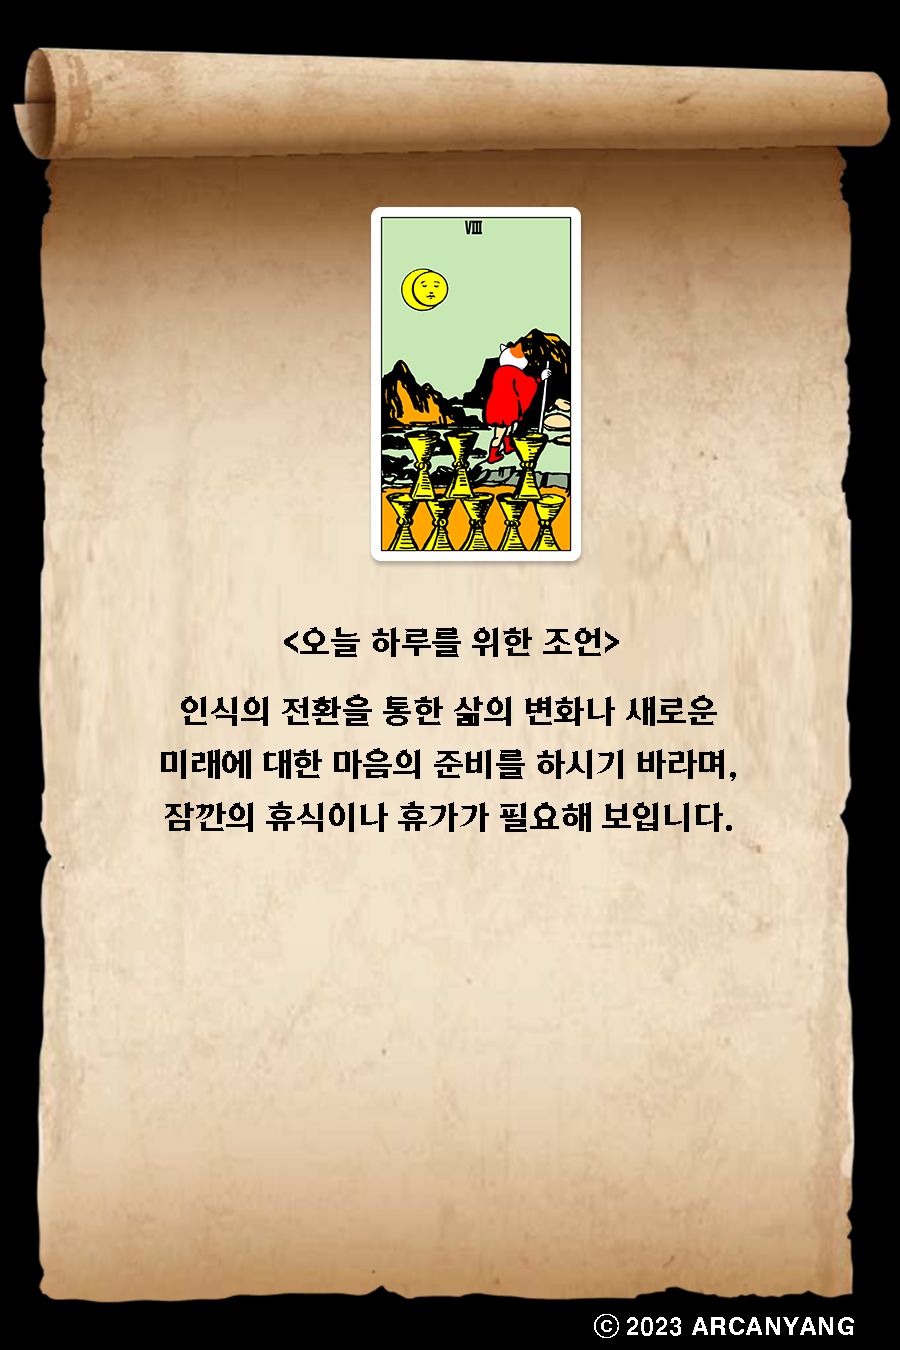 VIII
<오늘 하루를 위한 조언>
인식의 전환을 통한 삶의 변화나 새로운
미래에 대한 마음의 준비를 하시기 바라며,
잠깐의 휴식이나 휴가가 필요해 보입니다.
ⓒ 2023 ARCANYANG